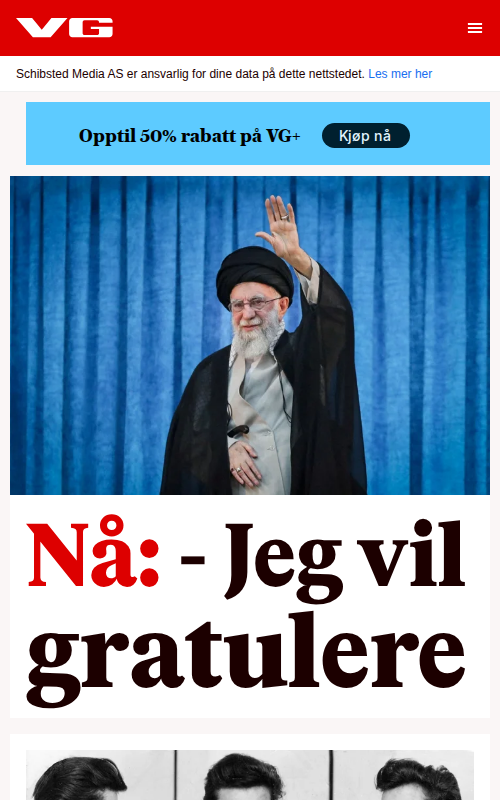 VG
Schibsted Media AS er ansvarlig for dine data på dette nettstedet. Les mer her
Opptil 50% rabatt på VG+
Kjøp nå
Nå: - Jeg vil
gratulere